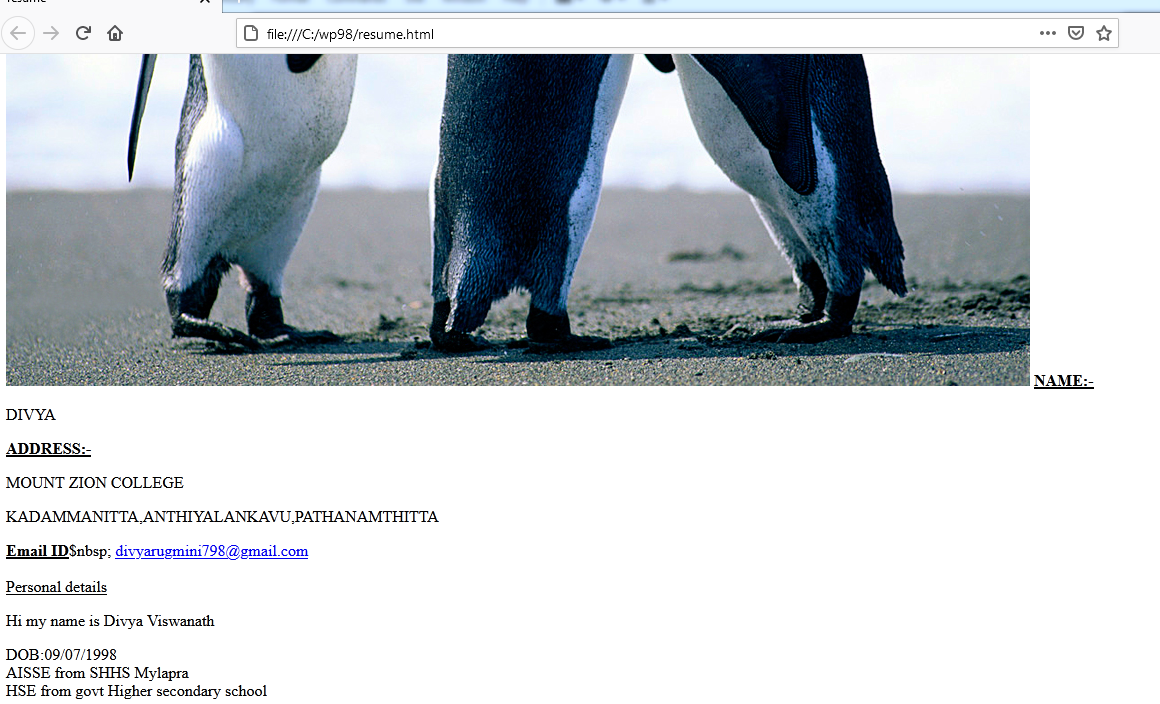 resume
file:///C:/wp98/resume.html
NAME:-
DIVYA
ADDRESS:-
MOUNT ZION COLLEGE
KADAMMANITTA,ANTHIYALANKAVU,PATHANAMTHITTA
Email ID$nbsp; divyarugmini798@gmail.com
Personal details
Hi my name is Divya Viswanath
DOB:09/07/1998
AISSE from SHHS Mylapra
HSE from govt Higher secondary school